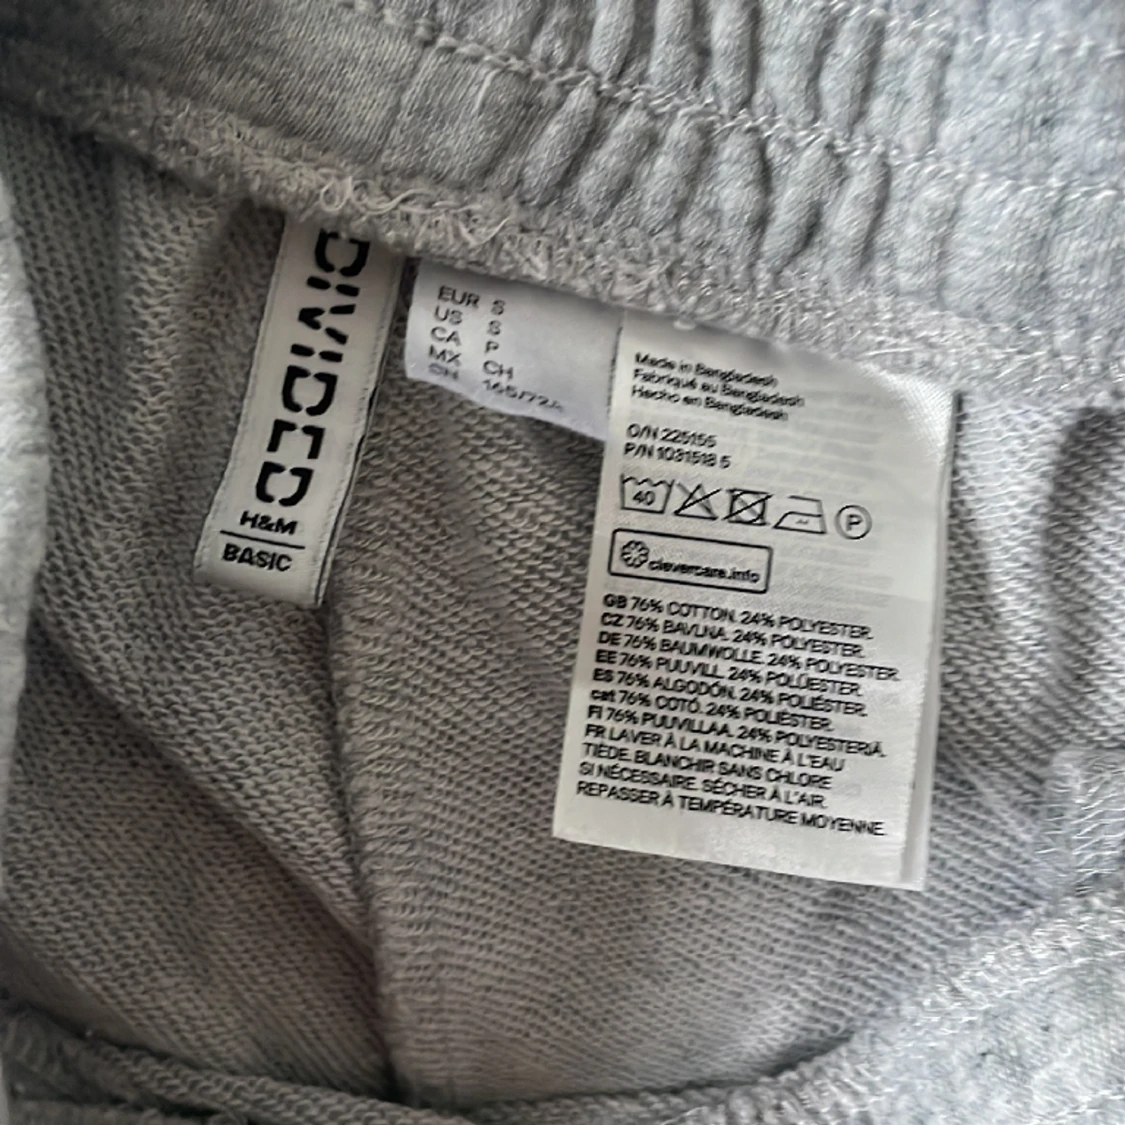 DIVIDED
H&M
BASIC
EUR S
US S
CA P
MX CH
CN 165/72A
Made in Bangladesh
Fabriqué au Bangladesh
Hecho en Bangladesh
O/N 225155
P/N 1031518 5
40
P
clevercare.info
GB 76% COTTON. 24% POLYESTER.
CZ 76% BAVLNA. 24% POLYESTER.
DE 76% BAUMWOLLE. 24% POLYESTER.
EE 76% PUUVILL. 24% POLÜESTER.
ES 76% ALGODÓN. 24% POLIÉSTER.
cat 76% COTÓ. 24% POLIÈSTER.
FI 76% PUUVILLAA. 24% POLYESTERIÄ.
FR LAVER À LA MACHINE À L'EAU
TIÈDE. BLANCHIR SANS CHLORE
SI NÉCESSAIRE. SÉCHER À L'AIR.
REPASSER À TEMPÉRATURE MOYENNE.